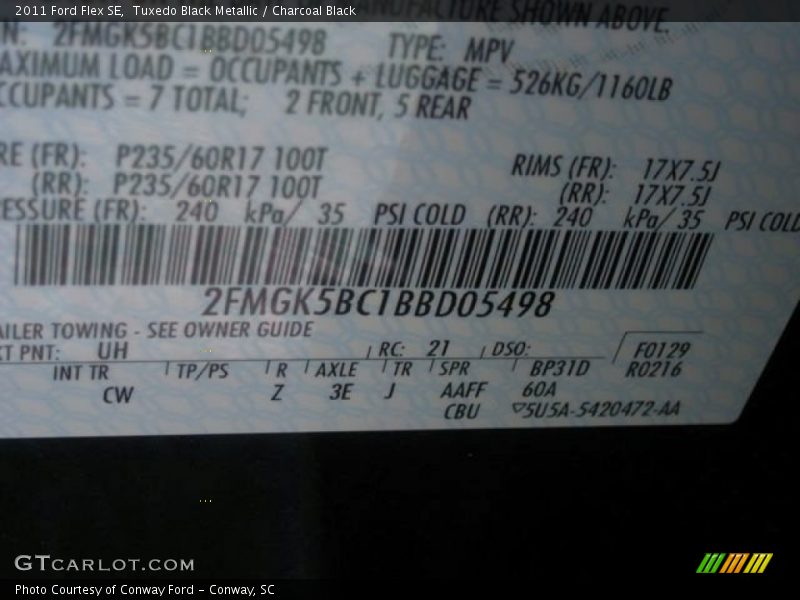 2011 Ford Flex SE, Tuxedo Black Metallic / Charcoal Black
MANUFACTURE SHOWN ABOVE.
N: 2FMGK5BC1BBD05498 TYPE: MPV
AXIMUM LOAD = OCCUPANTS + LUGGAGE = 526KG/1160LB
CCUPANTS = 7 TOTAL; 2 FRONT, 5 REAR
RE (FR): P235/60R17 100T RIMS (FR): 17X7.5J
(RR): P235/60R17 100T (RR): 17X7.5J
ESSURE (FR): 240 kPa/ 35 PSI COLD (RR): 240 kPa/ 35 PSI COLD
2FMGK5BC1BBD05498
AILER TOWING - SEE OWNER GUIDE
XT PNT: UH RC: 21 DSO: F0129
INT TR TP/PS R AXLE TR SPR BP31D R0216
CW Z 3E J AAFF 60A
CBU 5U5A-5420472-AA
GTCARLOT.COM
Photo Courtesy of Conway Ford - Conway, SC